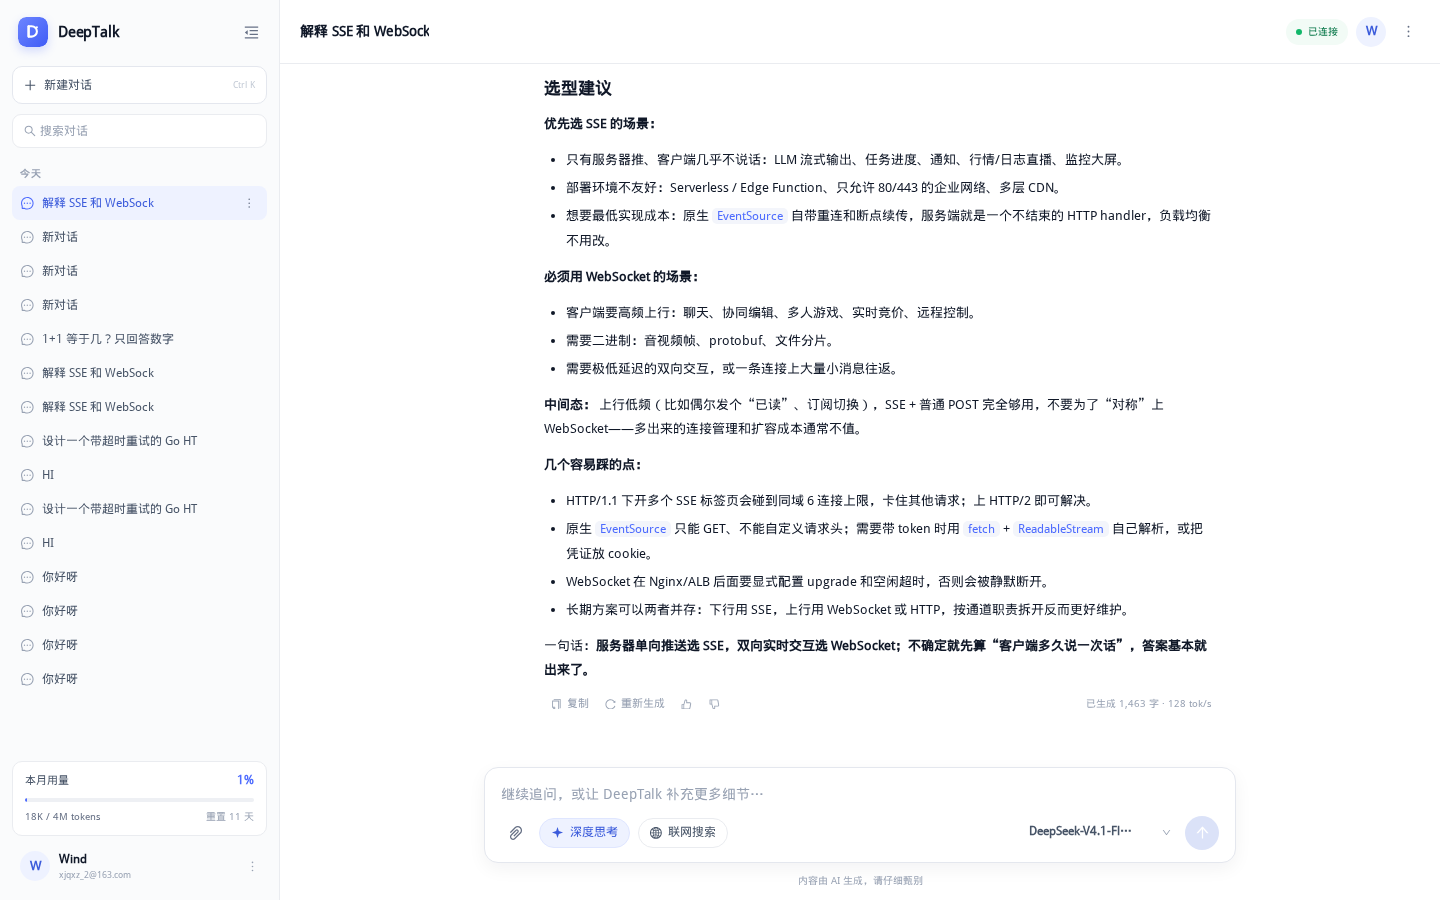 DeepTalk
新建对话
Ctrl K
搜索对话
今天
解释 SSE 和 WebSock
新对话
新对话
新对话
1+1 等于几？只回答数字
解释 SSE 和 WebSock
解释 SSE 和 WebSock
设计一个带超时重试的 Go HT
HI
设计一个带超时重试的 Go HT
HI
你好呀
你好呀
你好呀
你好呀
本月用量
1%
18K / 4M tokens
重置 11 天
W
Wind
xjqxz_2@163.com
解释 SSE 和 WebSock
已连接
W
选型建议
优先选 SSE 的场景：
• 只有服务器推、客户端几乎不说话：LLM 流式输出、任务进度、通知、行情/日志直播、监控大屏。
• 部署环境不友好：Serverless / Edge Function、只允许 80/443 的企业网络、多层 CDN。
• 想要最低实现成本：原生 EventSource 自带重连和断点续传，服务端就是一个不结束的 HTTP handler，负载均衡
不用改。
必须用 WebSocket 的场景：
• 客户端要高频上行：聊天、协同编辑、多人游戏、实时竞价、远程控制。
• 需要二进制：音视频帧、protobuf、文件分片。
• 需要极低延迟的双向交互，或一条连接上大量小消息往返。
中间态： 上行低频（比如偶尔发个“已读”、订阅切换），SSE + 普通 POST 完全够用，不要为了“对称”上
WebSocket——多出来的连接管理和扩容成本通常不值。
几个容易踩的点：
• HTTP/1.1 下开多个 SSE 标签页会碰到同域 6 连接上限，卡住其他请求；上 HTTP/2 即可解决。
• 原生 EventSource 只能 GET、不能自定义请求头；需要带 token 时用 fetch + ReadableStream 自己解析，或把
凭证放 cookie。
• WebSocket 在 Nginx/ALB 后面要显式配置 upgrade 和空闲超时，否则会被静默断开。
• 长期方案可以两者并存：下行用 SSE，上行用 WebSocket 或 HTTP，按通道职责拆开反而更好维护。
一句话：服务器单向推送选 SSE，双向实时交互选 WebSocket；不确定就先算“客户端多久说一次话”，答案基本就
出来了。
复制
重新生成
已生成 1,463 字 · 128 tok/s
继续追问，或让 DeepTalk 补充更多细节…
深度思考
联网搜索
DeepSeek-V4.1-Fl…
内容由 AI 生成，请仔细甄别